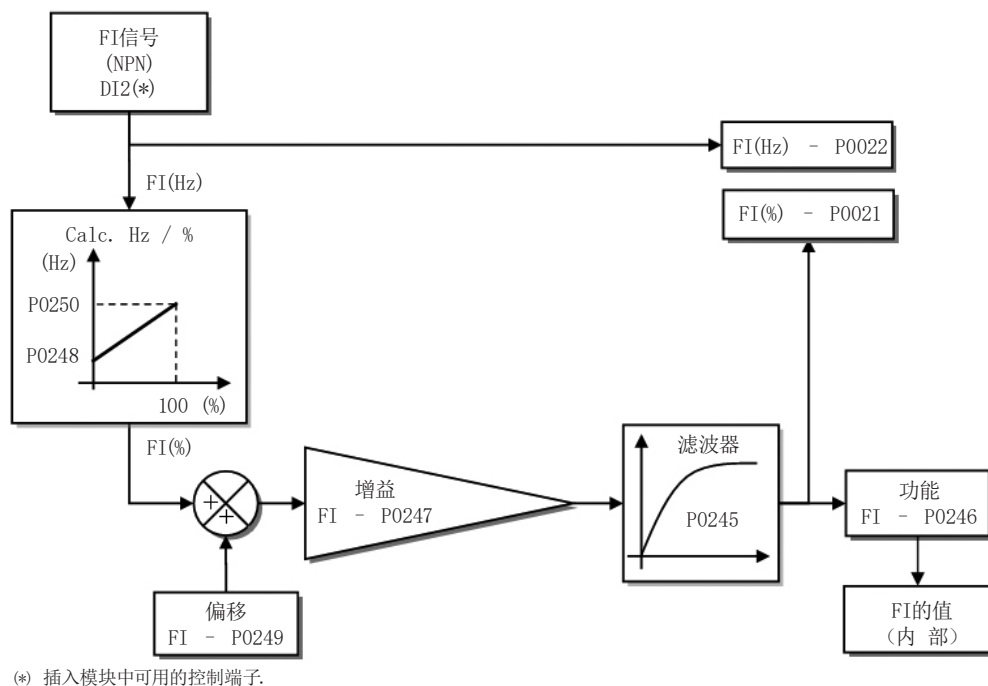 FI信号
(NPN)
DI2(*)
FI(Hz) - P0022
FI(Hz)
FI(%) - P0021
Calc. Hz / %
(Hz)
P0250
P0248
100 (%)
FI(%)
增益
FI - P0247
滤波器
P0245
功能
FI - P0246
偏移
FI - P0249
FI的值
（内 部）
(*) 插入模块中可用的控制端子.